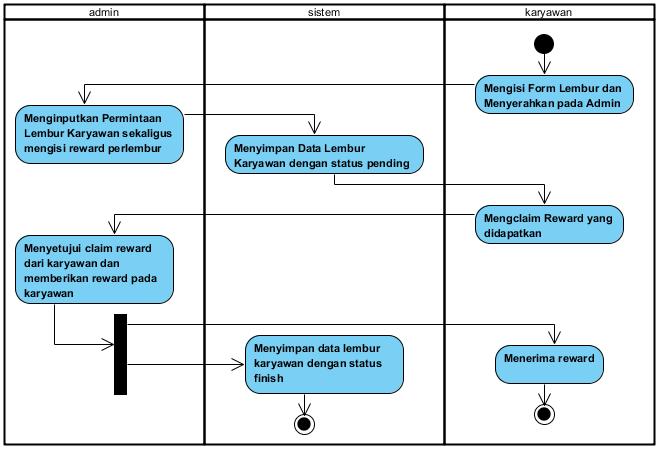 admin
sistem
karyawan
Mengisi Form Lembur dan
Menyerahkan pada Admin
Menginputkan Permintaan
Lembur Karyawan sekaligus
mengisi reward perlembur
Menyimpan Data Lembur
Karyawan dengan status pending
Mengclaim Reward yang
didapatkan
Menyetujui claim reward
dari karyawan dan
memberikan reward pada
karyawan
Menyimpan data lembur
karyawan dengan status
finish
Menerima reward